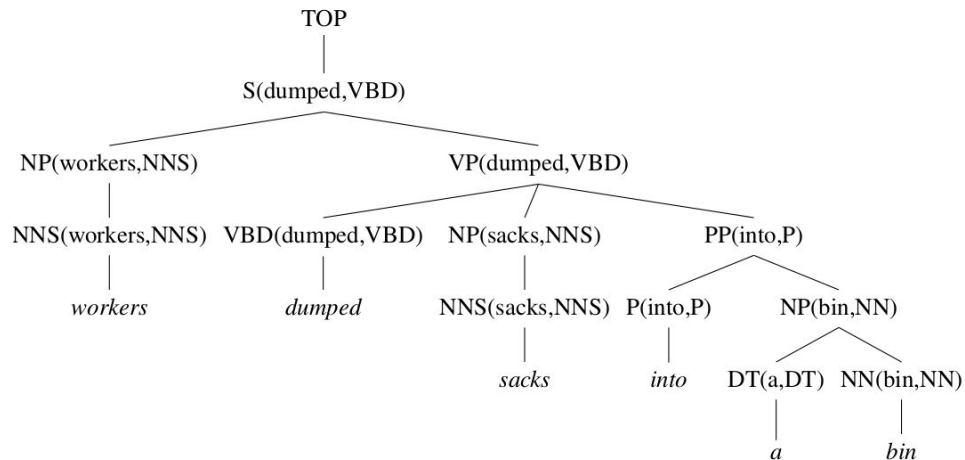 TOP
S(dumped,VBD)
NP(workers,NNS) VP(dumped,VBD)
NNS(workers,NNS) VBD(dumped,VBD) NP(sacks,NNS) PP(into,P)
workers dumped NNS(sacks,NNS) P(into,P) NP(bin,NN)
sacks into DT(a,DT) NN(bin,NN)
a bin